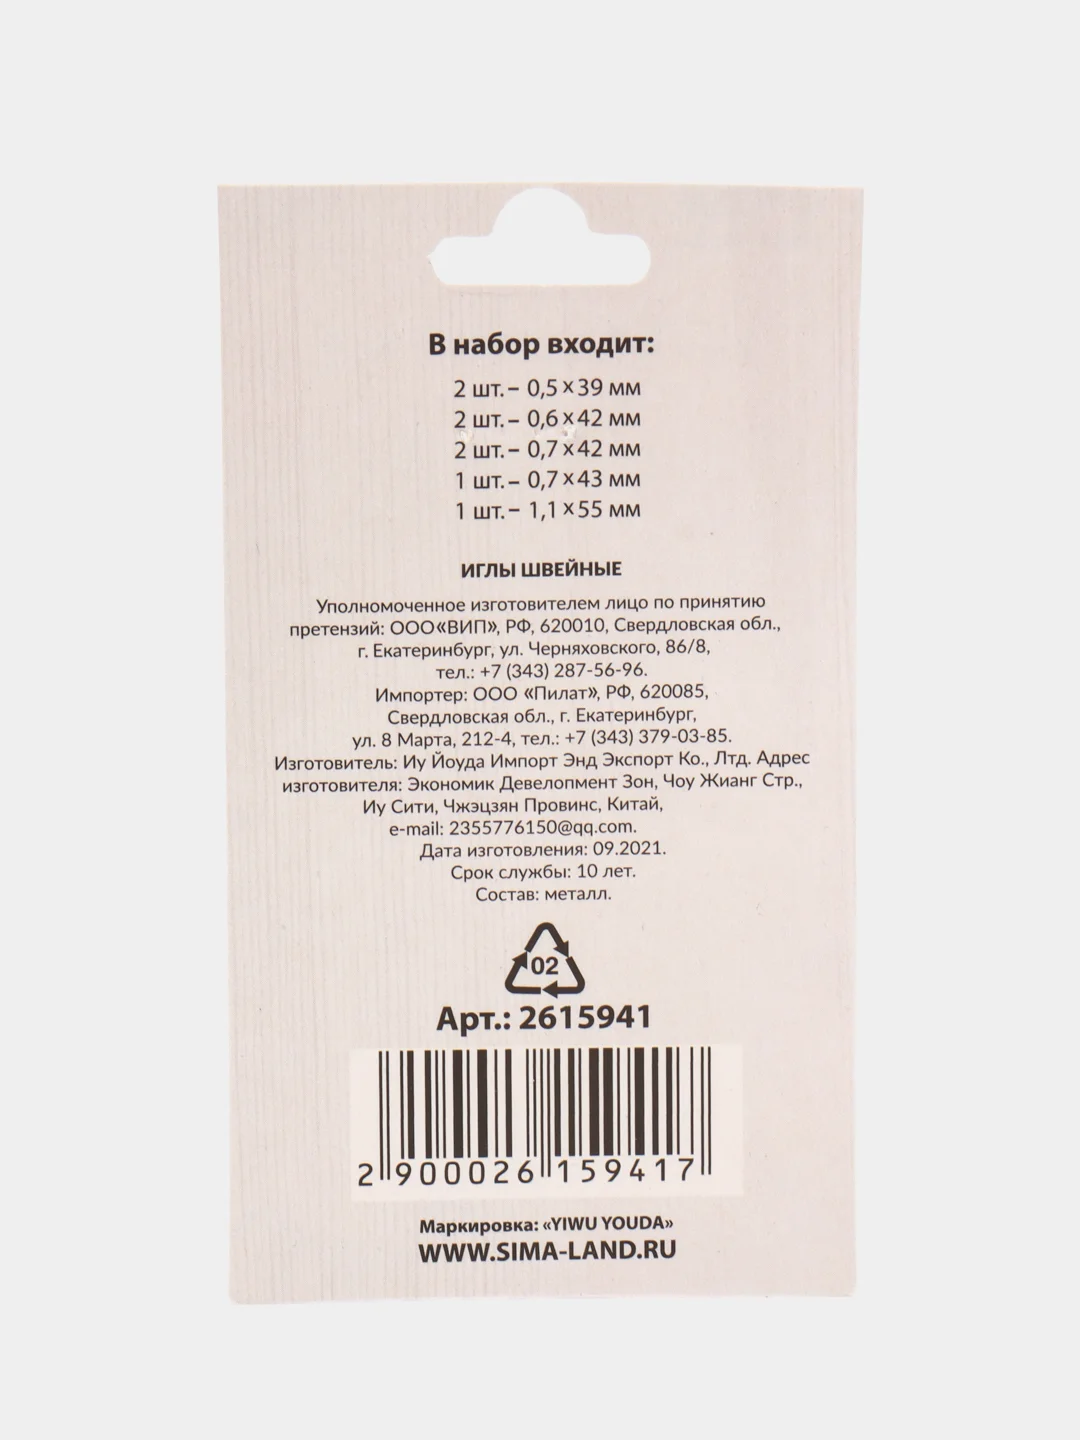 В набор входит:
2 шт.– 0,5×39 мм
2 шт.– 0,6×42 мм
2 шт.– 0,7×42 мм
1 шт.– 0,7×43 мм
1 шт.– 1,1×55 мм
ИГЛЫ ШВЕЙНЫЕ
Уполномоченное изготовителем лицо по принятию
претензий: ООО«ВИП», РФ, 620010, Свердловская обл.,
г. Екатеринбург, ул. Черняховского, 86/8,
тел.: +7 (343) 287-56-96.
Импортер: ООО «Пилат», РФ, 620085,
Свердловская обл., г. Екатеринбург,
ул. 8 Марта, 212-4, тел.: +7 (343) 379-03-85.
Изготовитель: Иу Йоуда Импорт Энд Экспорт Ко., Лтд. Адрес
изготовителя: Экономик Девелопмент Зон, Чоу Жианг Стр.,
Иу Сити, Чжэцзян Провинс, Китай,
e-mail: 2355776150@qq.com.
Дата изготовления: 09.2021.
Срок службы: 10 лет.
Состав: металл.
02
Арт.: 2615941
2 900026 159417
Маркировка: «YIWU YOUDA»
WWW.SIMA-LAND.RU